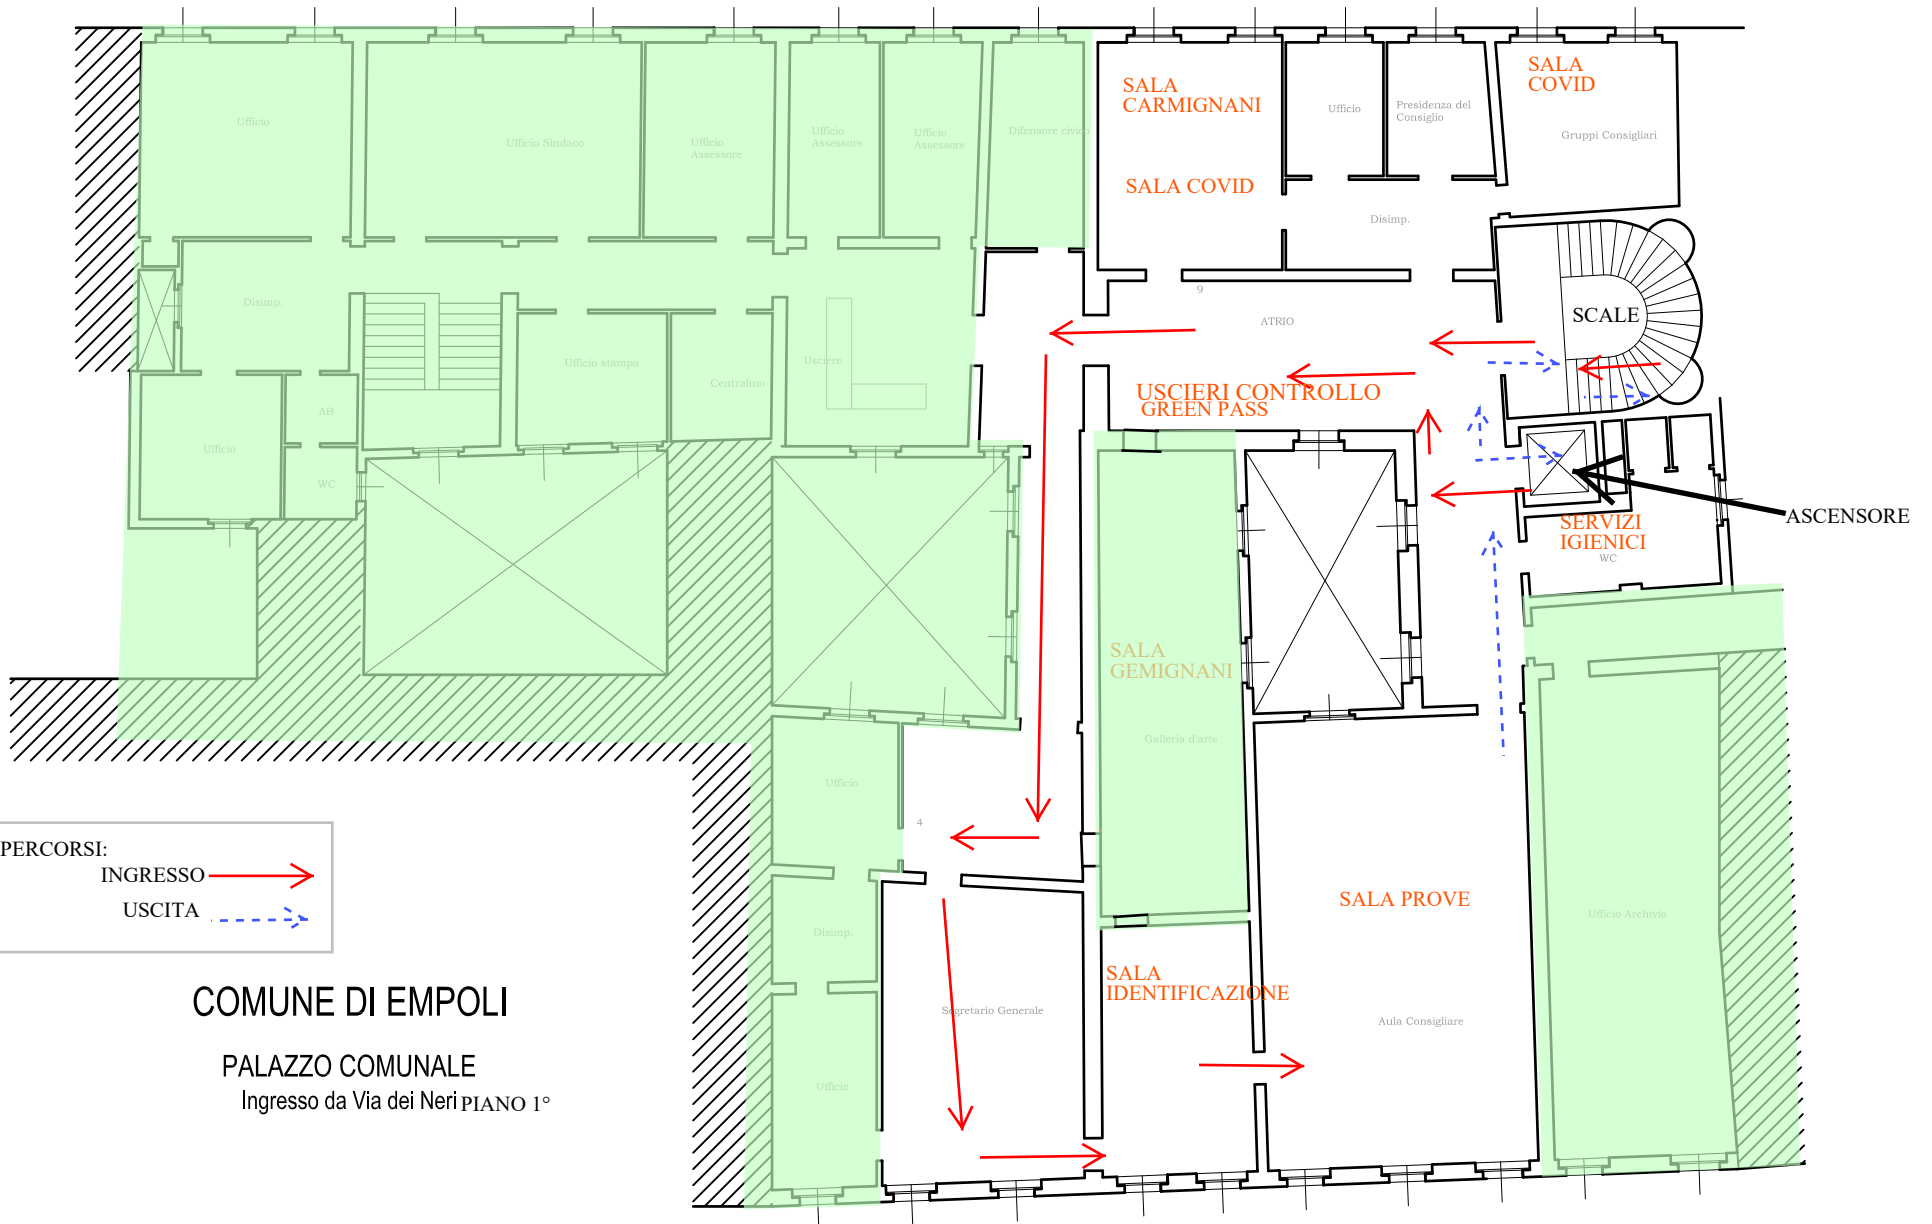 SALA
CARMIGNANI
SALA COVID
Ufficio
Presidenza del
Consiglio
SALA
COVID
Gruppi Consigliari
Ufficio
Ufficio Sindaco
Ufficio
Assessore
Ufficio
Assessore
Ufficio
Assessore
Difensore civico
Disimp.
Disimp.
9
ATRIO
SCALE
Ufficio stampa
Centralino
Usciere
USCIERI CONTROLLO
GREEN PASS
AB
Ufficio
WC
ASCENSORE
SERVIZI
IGIENICI
WC
SALA
GEMIGNANI
Galleria d'arte
Ufficio
4
PERCORSI:
INGRESSO
USCITA
SALA PROVE
Ufficio Archivio
Disimp.
SALA
IDENTIFICAZIONE
Segretario Generale
Aula Consigliare
Ufficio
COMUNE DI EMPOLI
PALAZZO COMUNALE
Ingresso da Via dei Neri PIANO 1°